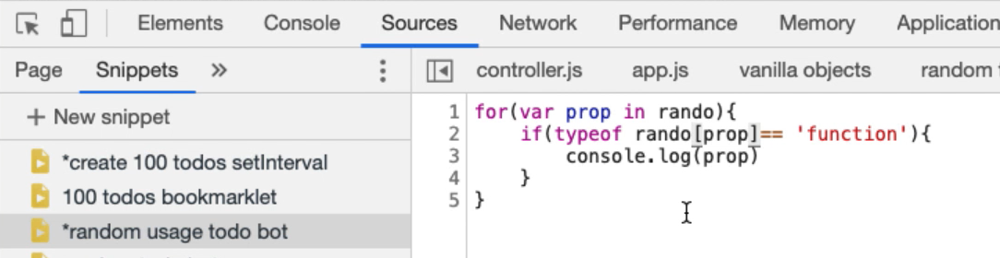 Elements Console Sources Network Performance Memory Application
Page Snippets » controller.js app.js vanilla objects random
+ New snippet
*create 100 todos setInterval
100 todos bookmarklet
*random usage todo bot
1 for(var prop in rando){
2 if(typeof rando[prop]== 'function'){
3 console.log(prop)
4 }
5 }